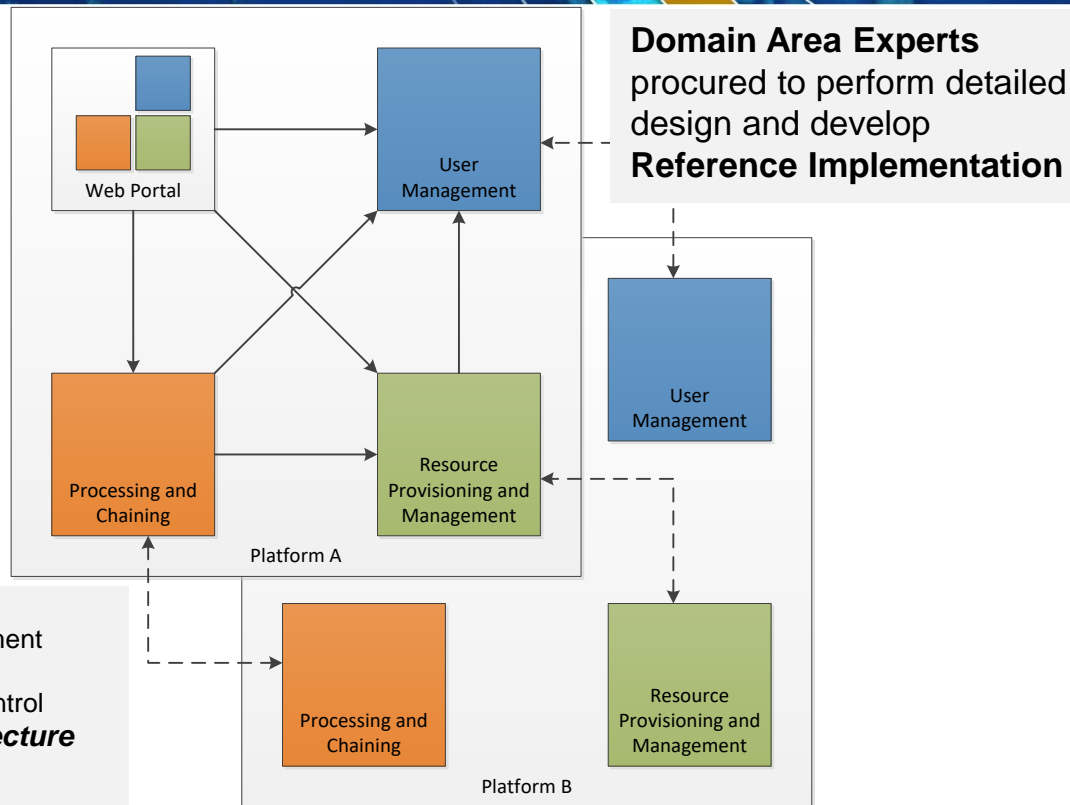 Domain Area Experts
procured to perform detailed
design and develop
Reference Implementation
Web Portal
User
Management
User
Management
Processing and
Chaining
Resource
Provisioning and
Management
Platform A
Processing and
Chaining
Resource
Provisioning and
Management
Platform B